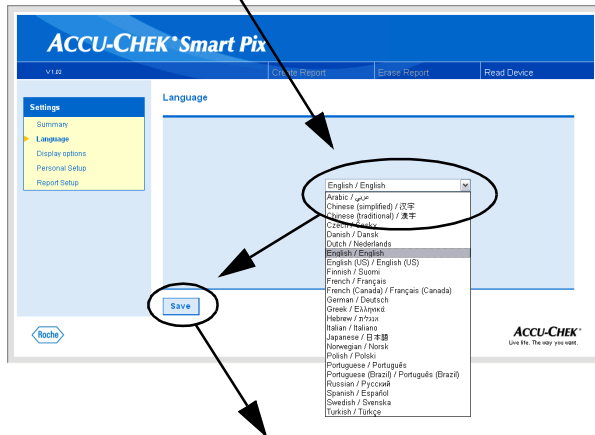 ACCU-CHEK® Smart Pix
V1.02
Create Report
Erase Report
Read Device
Settings
Summary
Language
Display options
Personal Setup
Report Setup
Language
English / English
Arabic / عربي
Chinese (simplified) / 汉字
Chinese (traditional) / 漢字
Czech / Česky
Danish / Dansk
Dutch / Nederlands
English / English
English (US) / English (US)
Finnish / Suomi
French / Français
French (Canada) / Français (Canada)
German / Deutsch
Greek / Ελληνικά
Hebrew / אנגלית
Italian / Italiano
Japanese / 日本語
Norwegian / Norsk
Polish / Polski
Portuguese / Português
Portuguese (Brazil) / Português (Brazil)
Russian / Русский
Spanish / Español
Swedish / Svenska
Turkish / Türkçe
Save
Roche
ACCU-CHEK®
Live life. The way you want.